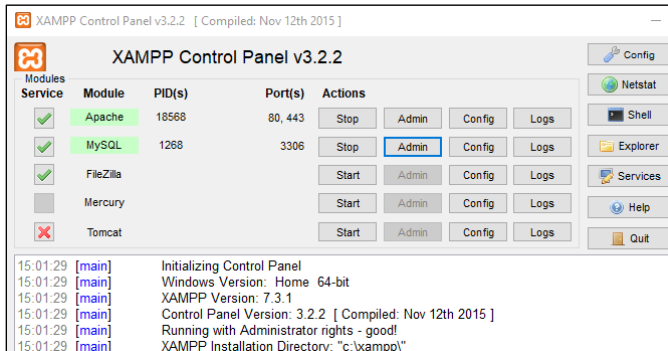 XAMPP Control Panel v3.2.2 [ Compiled: Nov 12th 2015 ]
XAMPP Control Panel v3.2.2
Config
Modules
Service Module PID(s) Port(s) Actions
Netstat
Apache 18568 80, 443 Stop Admin Config Logs
Shell
MySQL 1268 3306 Stop Admin Config Logs
Explorer
FileZilla Start Admin Config Logs
Services
Mercury Start Admin Config Logs
Help
Tomcat Start Admin Config Logs
Quit
15:01:29 [main] Initializing Control Panel
15:01:29 [main] Windows Version: Home 64-bit
15:01:29 [main] XAMPP Version: 7.3.1
15:01:29 [main] Control Panel Version: 3.2.2 [ Compiled: Nov 12th 2015 ]
15:01:29 [main] Running with Administrator rights - good!
15:01:29 [main] XAMPP Installation Directory: "c:\xampp\"